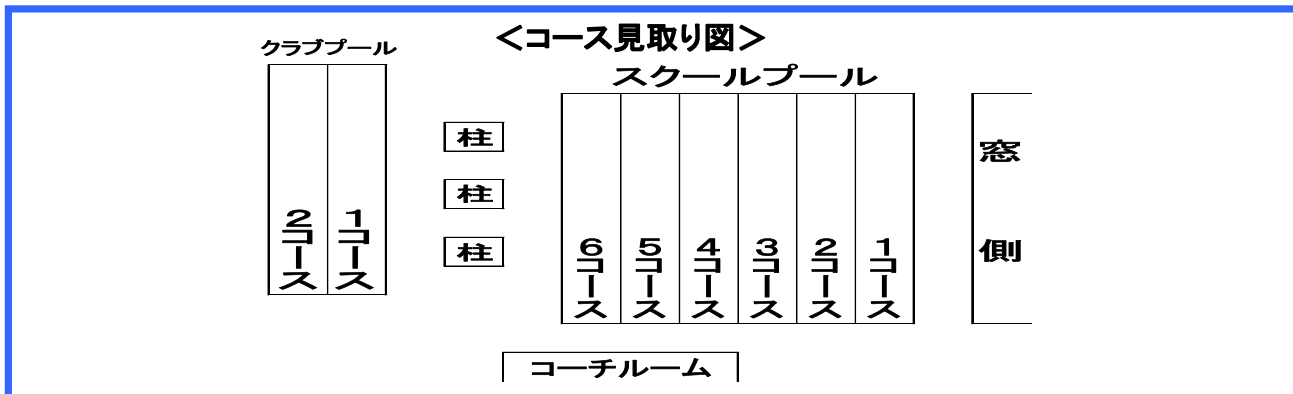 ＜コース見取り図＞
クラブプール
スクールプール
2コース
1コース
柱
柱
柱
6コース
5コース
4コース
3コース
2コース
1コース
窓側
コーチルーム